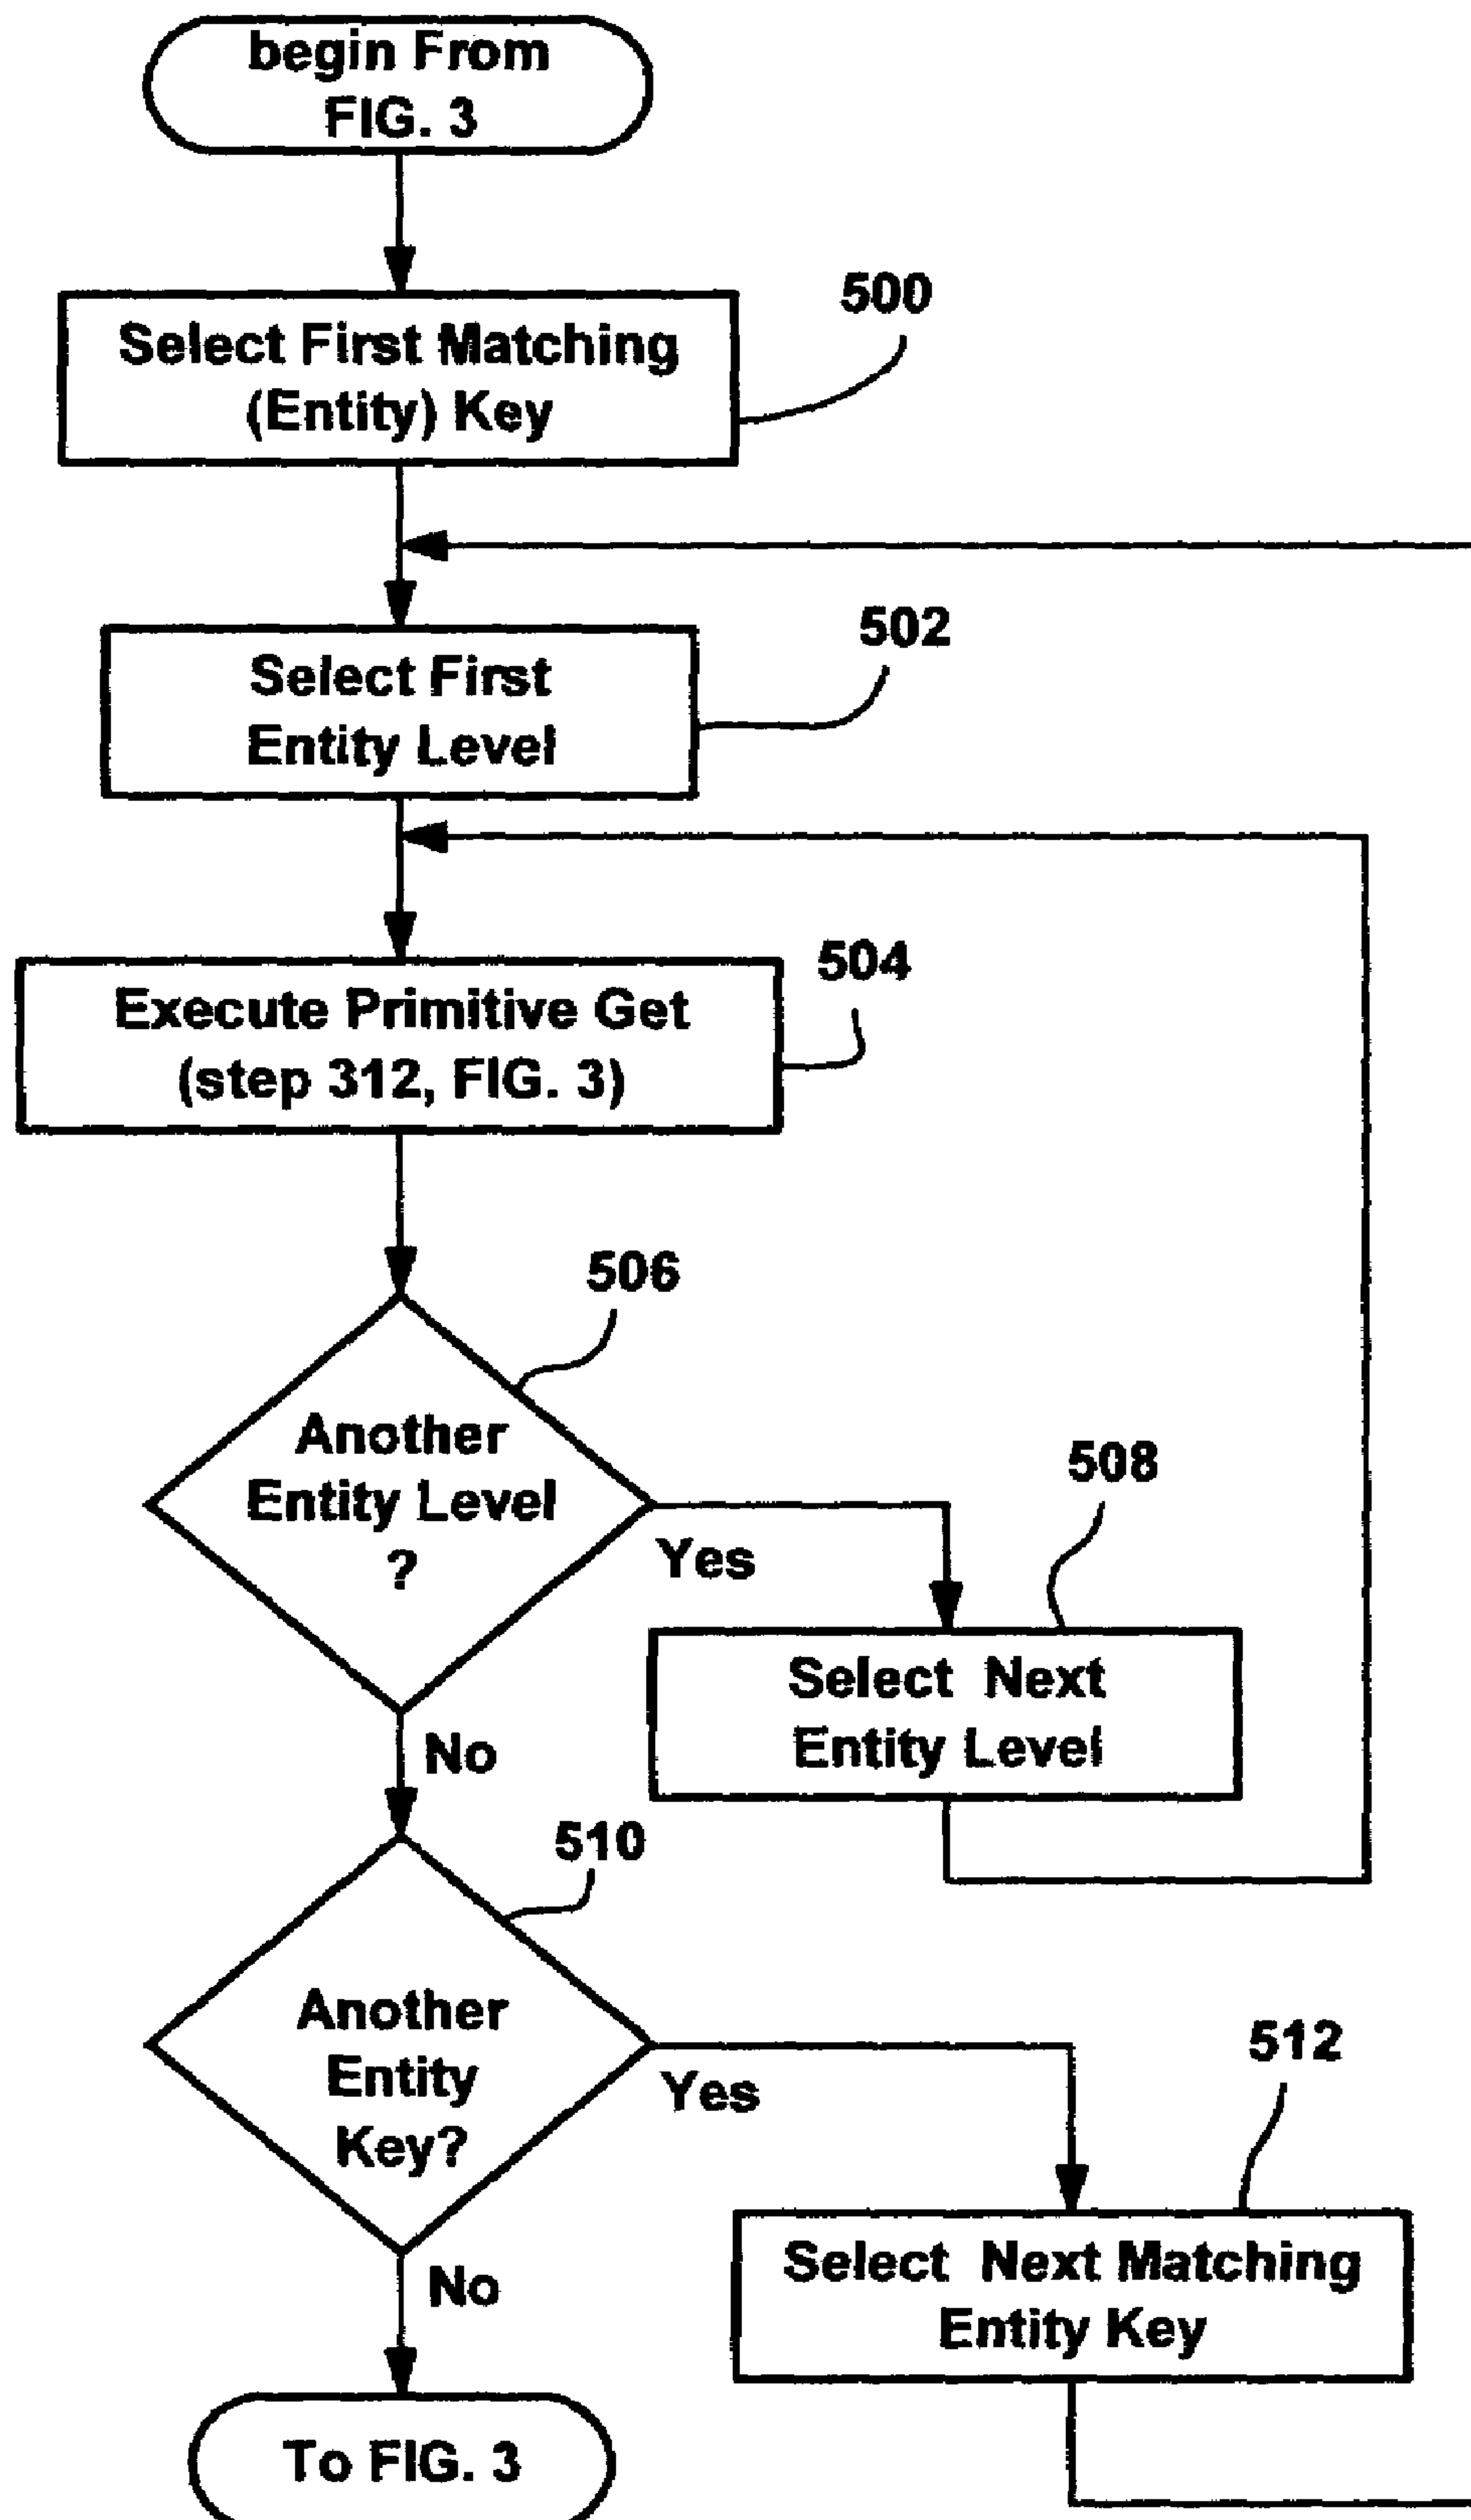 begin From
FIG. 3
500
Select First Matching
(Entity) Key
502
Select First
Entity Level
504
Execute Primitive Get
(step 312, FIG. 3)
506
Another
Entity Level
?
Yes
508
Select Next
Entity Level
No
510
Another
Entity
Key?
Yes
512
Select Next Matching
Entity Key
No
To FIG. 3